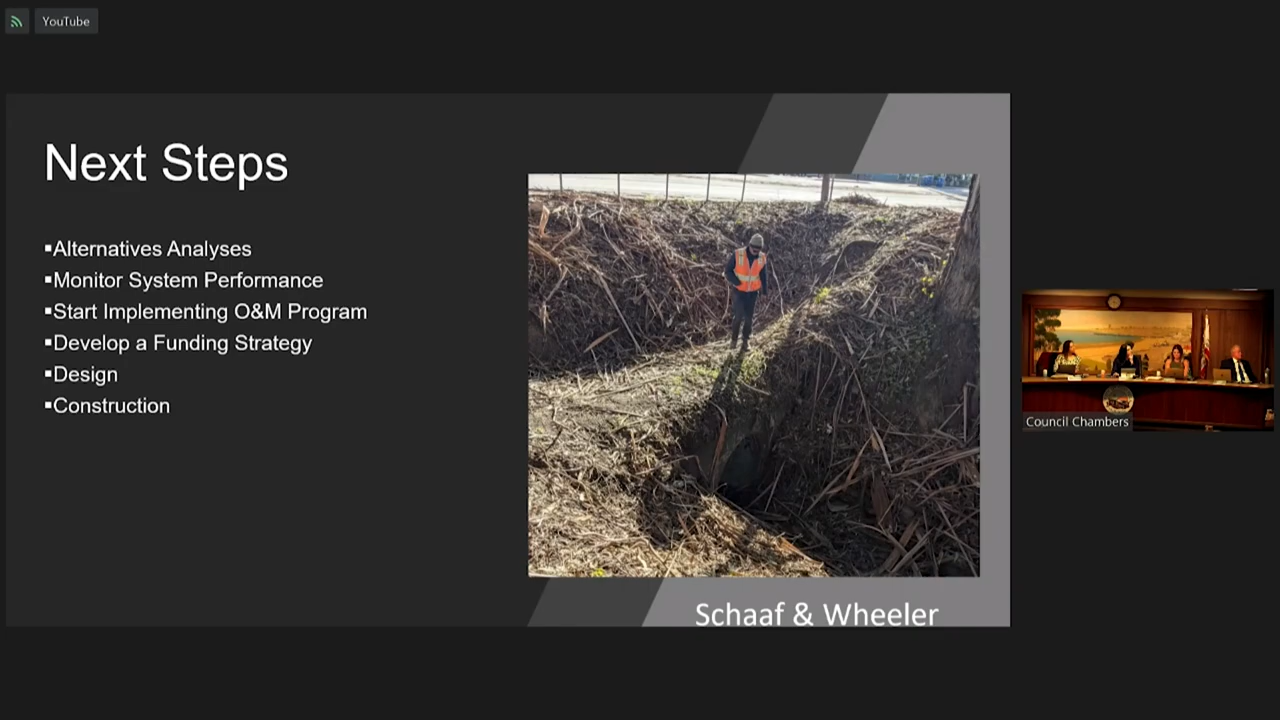 YouTube
Next Steps
▪Alternatives Analyses
▪Monitor System Performance
▪Start Implementing O&M Program
▪Develop a Funding Strategy
▪Design
▪Construction
Schaaf & Wheeler
Council Chambers